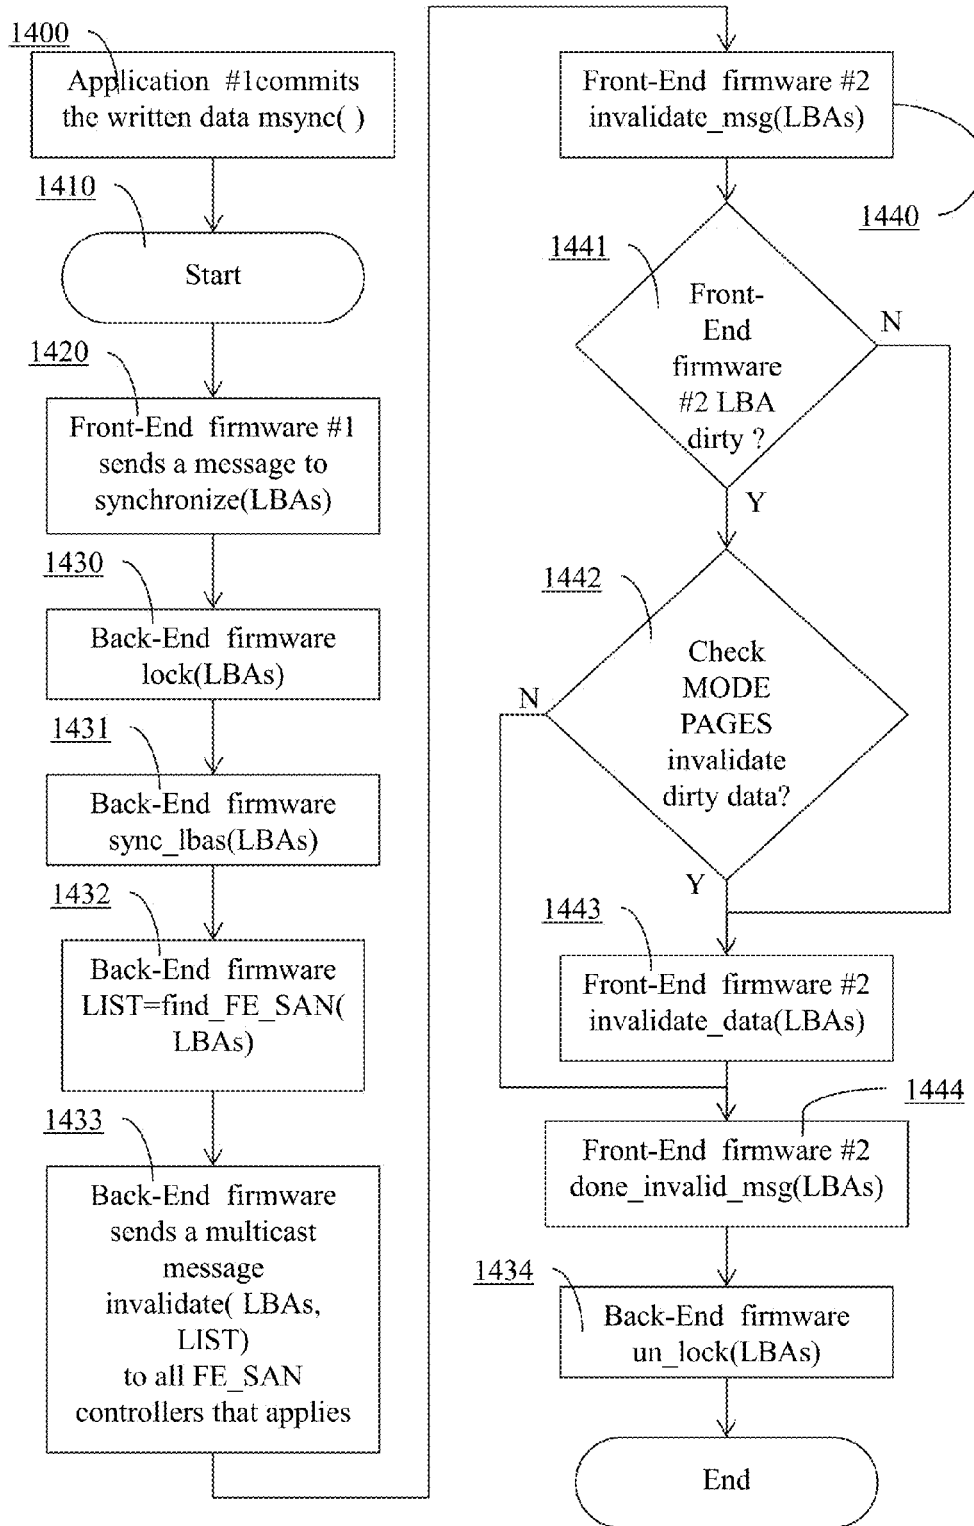 1400
Application #1commits
the written data msync( )
1410
Start
1420
Front-End firmware #1
sends a message to
synchronize(LBAs)
1430
Back-End firmware
lock(LBAs)
1431
Back-End firmware
sync_lbas(LBAs)
1432
Back-End firmware
LIST=find_FE_SAN(
LBAs)
1433
Back-End firmware
sends a multicast
message
invalidate( LBAs,
LIST)
to all FE_SAN
controllers that applies
Front-End firmware #2
invalidate_msg(LBAs)
1440
1441
Front-
End
firmware
#2 LBA
dirty ?
N
Y
1442
Check
MODE
PAGES
invalidate
dirty data?
N
Y
1443
Front-End firmware #2
invalidate_data(LBAs)
1444
Front-End firmware #2
done_invalid_msg(LBAs)
1434
Back-End firmware
un_lock(LBAs)
End